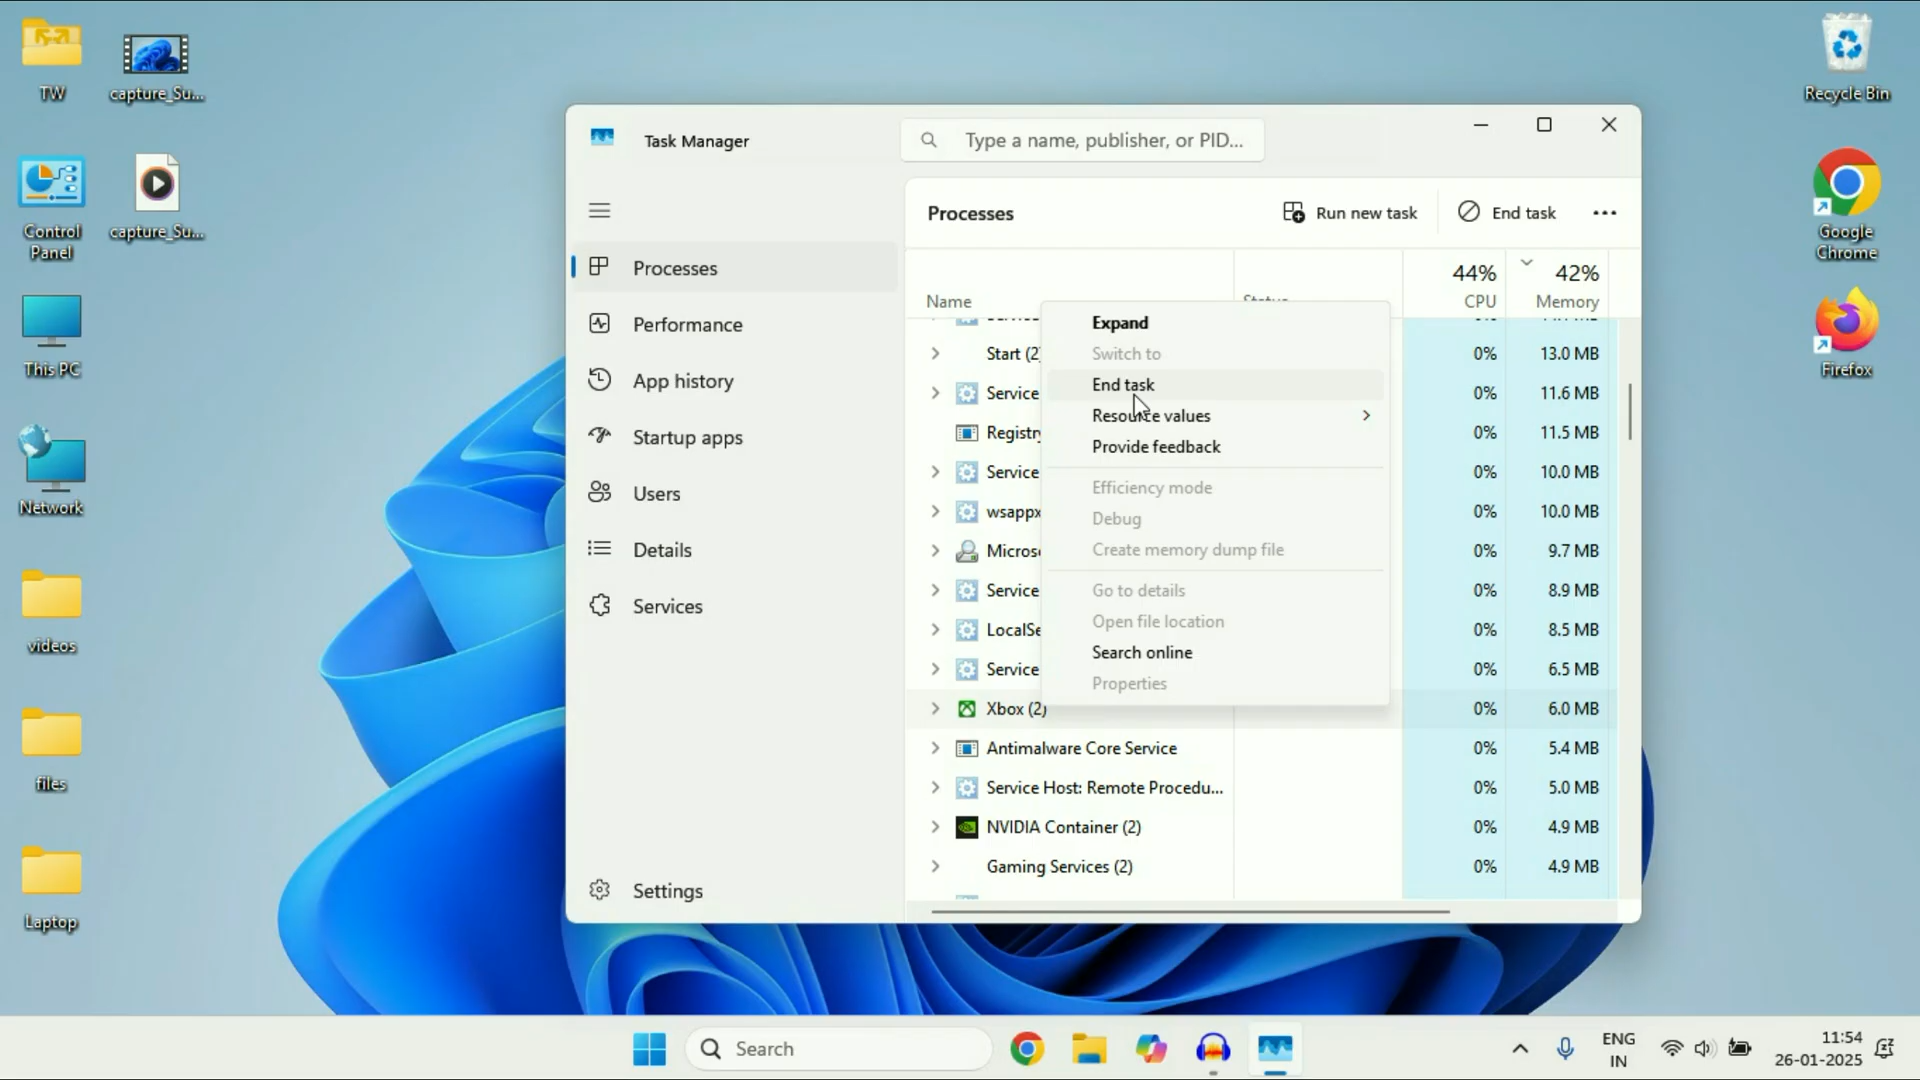 TW
capture_Su...
Control
Panel
capture_Su...
This PC
Network
videos
files
Laptop
Recycle Bin
Google
Chrome
Firefox
Task Manager
Type a name, publisher, or PID...
Processes
Performance
App history
Startup apps
Users
Details
Services
Settings
Processes
Run new task
End task
44%
42%
Name
CPU
Memory
Start (2)
0%
13.0 MB
Service
0%
11.6 MB
Registry
0%
11.5 MB
Service
0%
10.0 MB
wsappx
0%
10.0 MB
Micros
0%
9.7 MB
Service
0%
8.9 MB
LocalSe
0%
8.5 MB
Service
0%
6.5 MB
Xbox (2)
0%
6.0 MB
Antimalware Core Service
0%
5.4 MB
Service Host: Remote Procedu...
0%
5.0 MB
NVIDIA Container (2)
0%
4.9 MB
Gaming Services (2)
0%
4.9 MB
Expand
Switch to
End task
Resource values
Provide feedback
Efficiency mode
Debug
Create memory dump file
Go to details
Open file location
Search online
Properties
Search
ENG
IN
11:54
26-01-2025